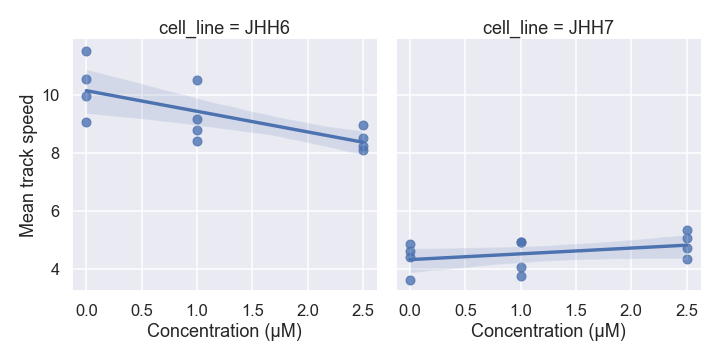 cell_line = JHH6
cell_line = JHH7
Mean track speed
10
8
6
4
0.0 0.5 1.0 1.5 2.0 2.5
0.0 0.5 1.0 1.5 2.0 2.5
Concentration (μM)
Concentration (μM)